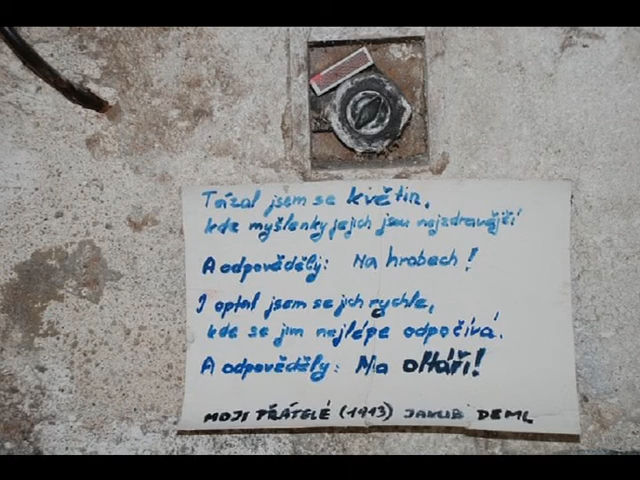 Tázal jsem se květin,
kde myšlenky jejich jsou nejzdravější
A odpověděly: Na hrobech!
I optal jsem se jich rychle,
kde se jim nejlépe odpočívá.
A odpověděly: Na oltáři!
MOJI PŘÁTELÉ (1913) JAKUB DEML